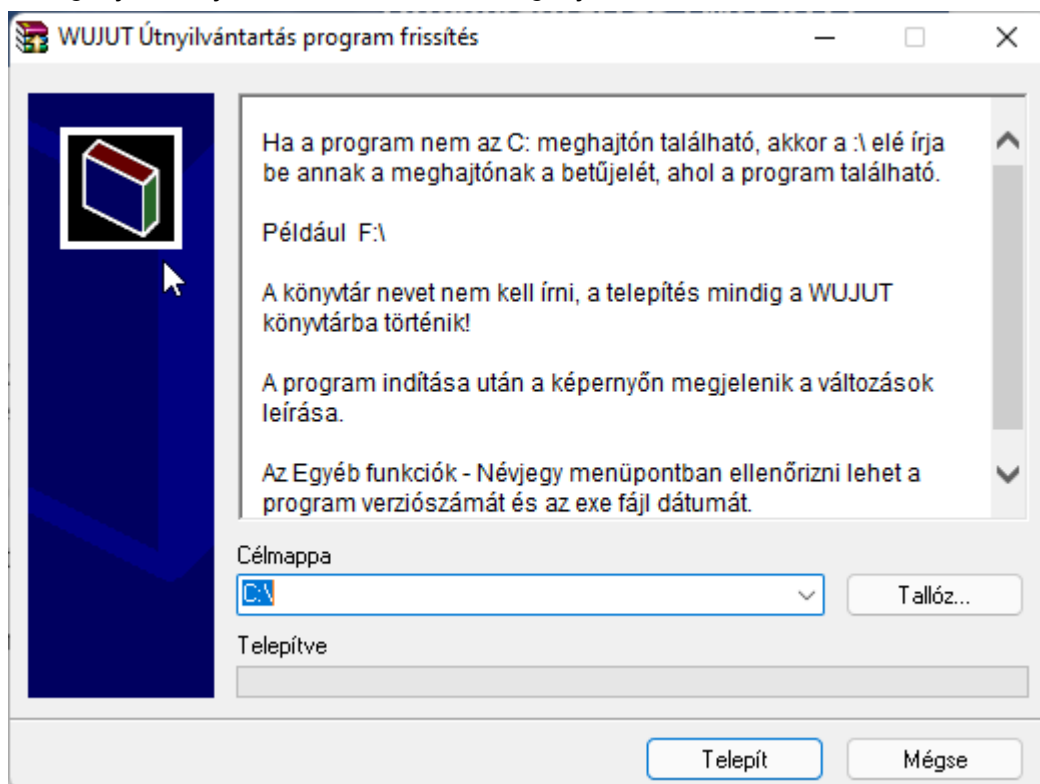 WUJUT Útnyilvántartás program frissítés
Ha a program nem az C: meghajtón található, akkor a :\ elé írja
be annak a meghajtónak a betűjelét, ahol a program található.
Például F:\
A könyvtár nevet nem kell írni, a telepítés mindig a WUJUT
könyvtárba történik!
A program indítása után a képernyőn megjelenik a változások
leírása.
Az Egyéb funkciók - Névjegy menüpontban ellenőrizni lehet a
program verziószámát és az exe fájl dátumát.
Célmappa
C:\
Tallóz...
Telepítve
Telepít
Mégse